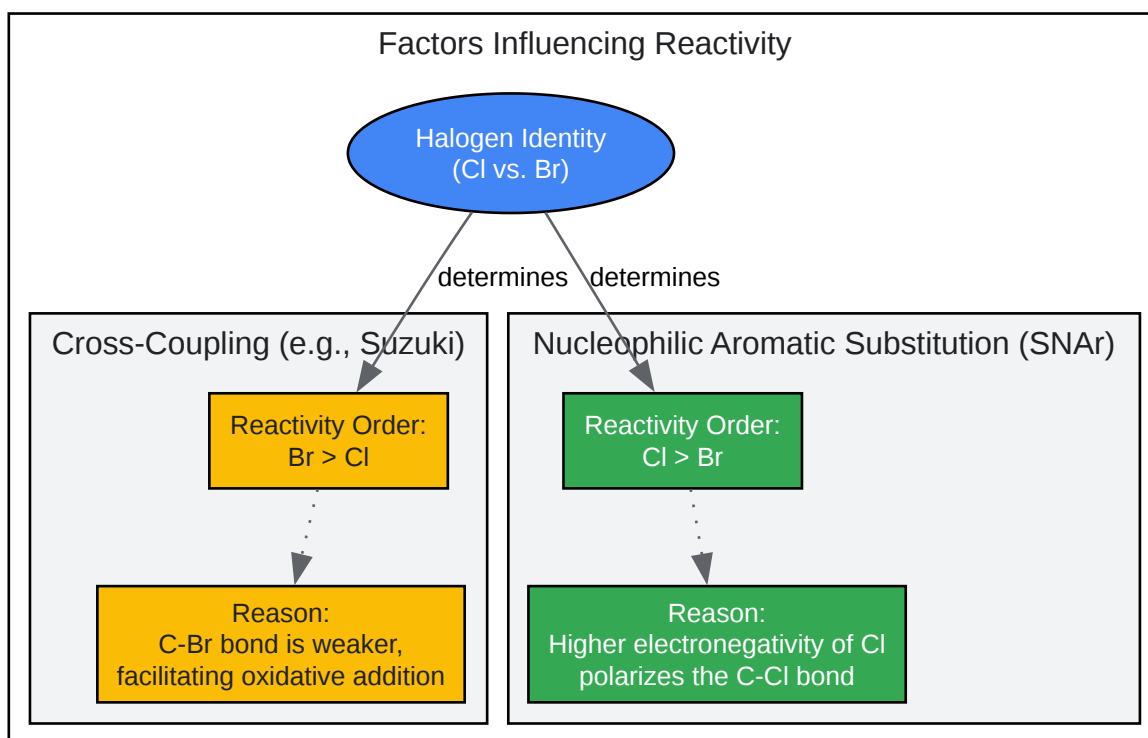 Factors Influencing Reactivity
Halogen Identity
(Cl vs. Br)
determines
determines
Cross-Coupling (e.g., Suzuki)
Reactivity Order:
Br > Cl
Reason:
C-Br bond is weaker,
facilitating oxidative addition
Nucleophilic Aromatic Substitution (SNAr)
Reactivity Order:
Cl > Br
Reason:
Higher electronegativity of Cl
polarizes the C-Cl bond